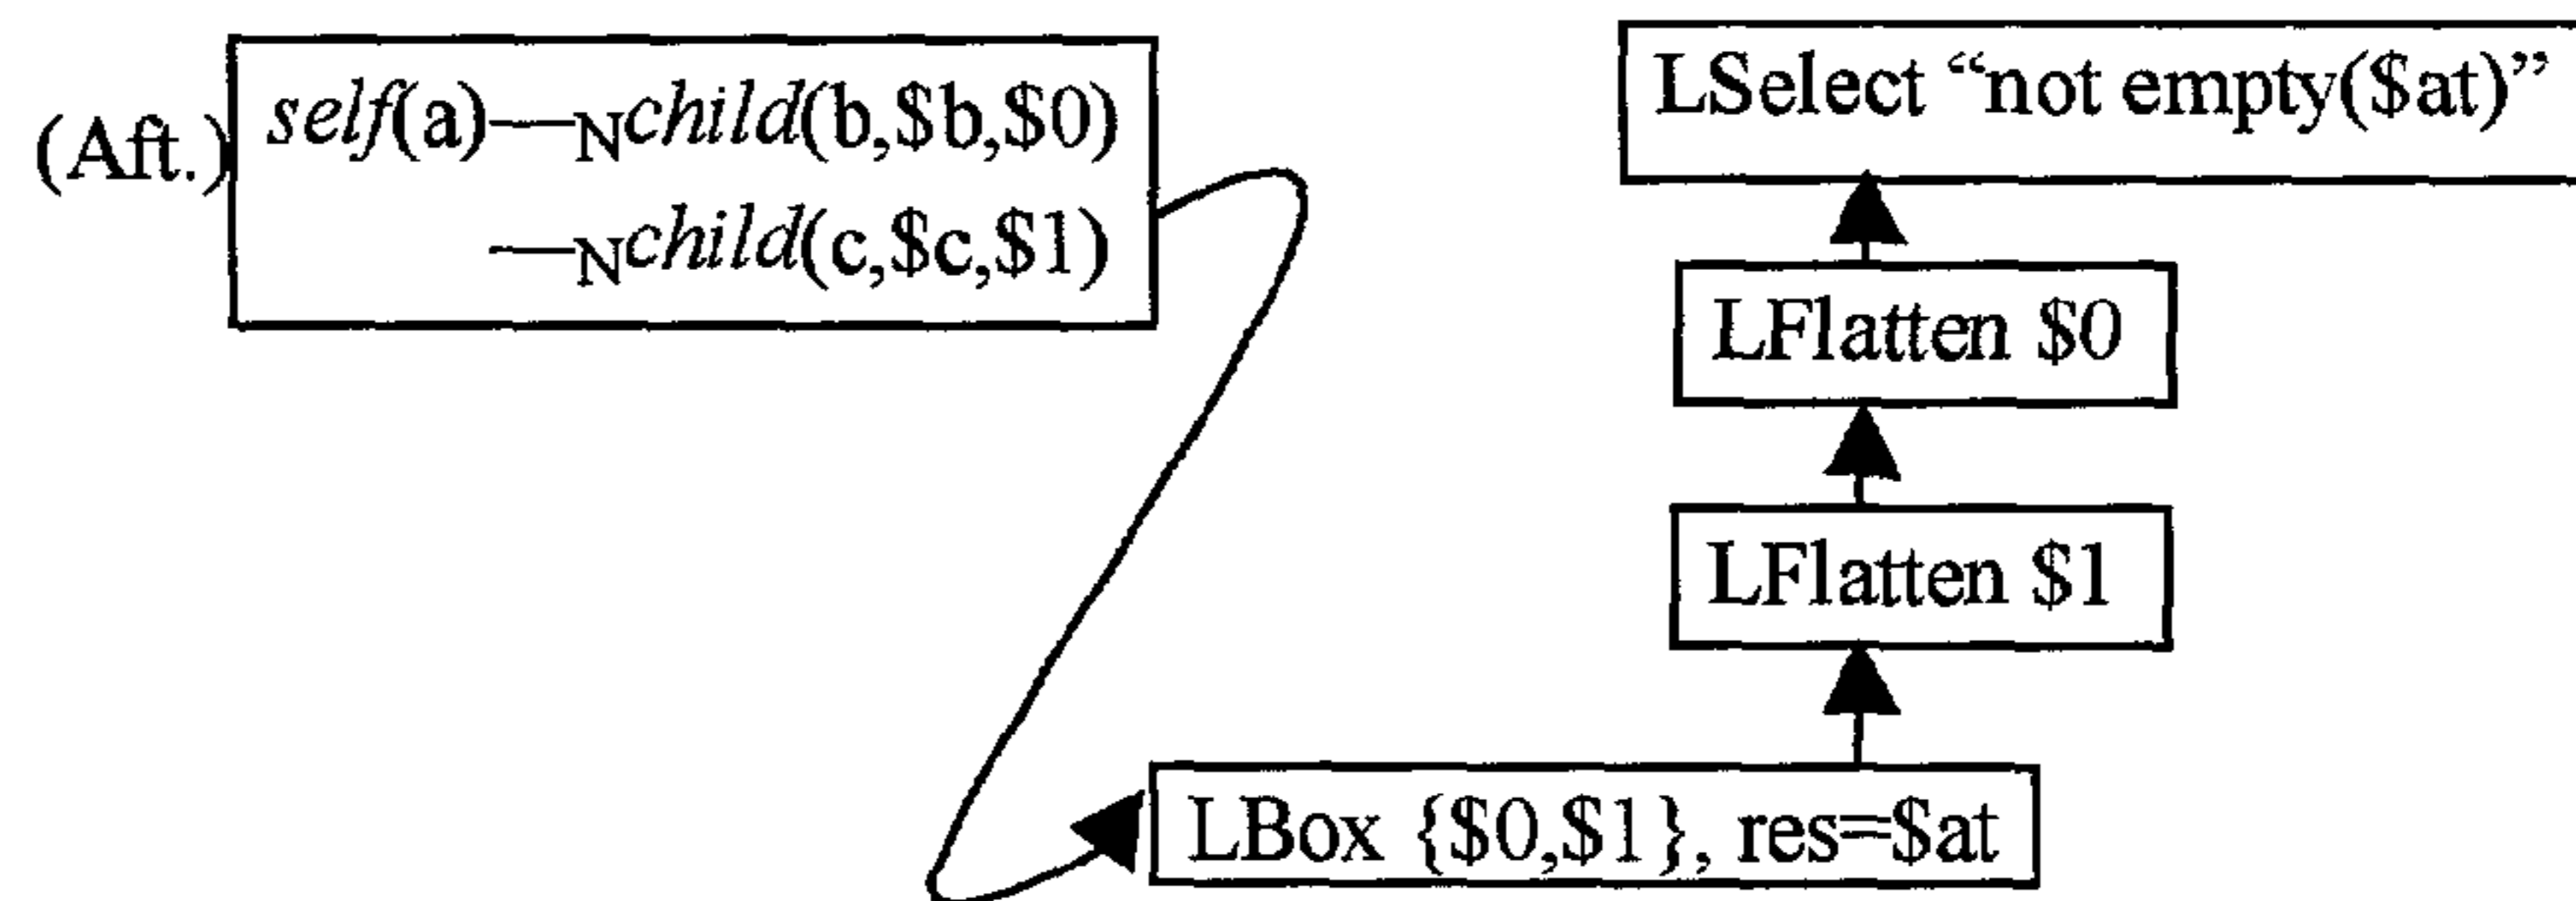 (Aft.)
self(a)—Nchild(b,$b,$0)
—Nchild(c,$c,$1)
LSelect “not empty($at)”
LFlatten $0
LFlatten $1
LBox {$0,$1}, res=$at